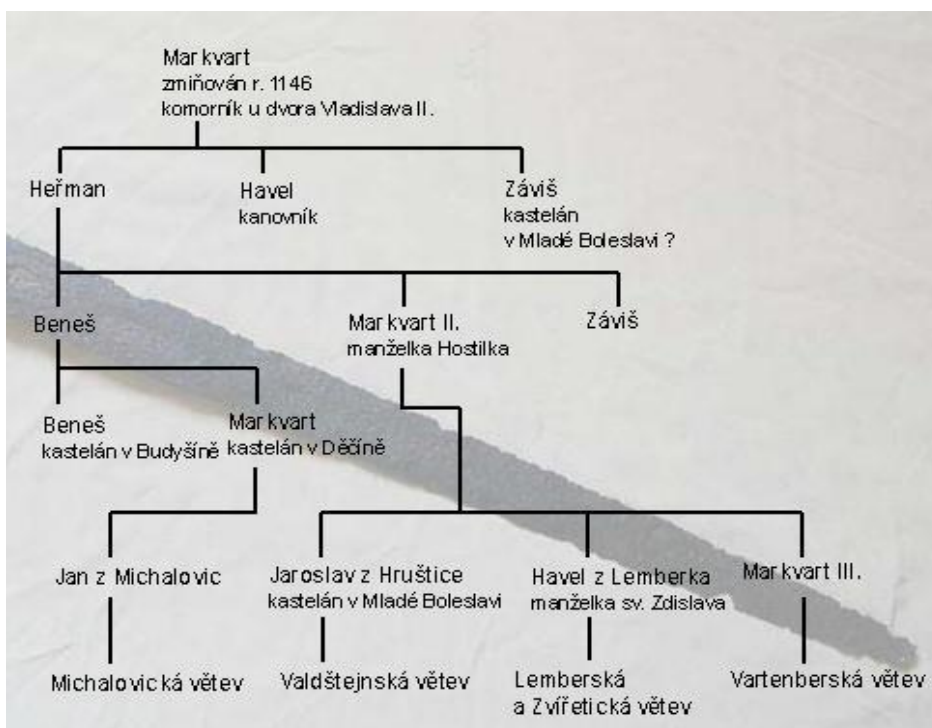 Markvart
zmiňován r. 1146
komorník u dvora Vladislava II.
Heřman
Havel
kanovník
Záviš
kastelán
v Mladé Boleslavi ?
Beneš
Markvart II.
manželka Hostilka
Záviš
Beneš
kastelán v Budyšíně
Markvart
kastelán v Děčíně
Jan z Michalovic
Jaroslav z Hruštice
kastelán v Mladé Boleslavi
Havel z Lemberka
manželka sv. Zdislava
Markvart III.
Michalovická větev
Valdštejnská větev
Lemberská
a Zvířetická větev
Vartenberská větev